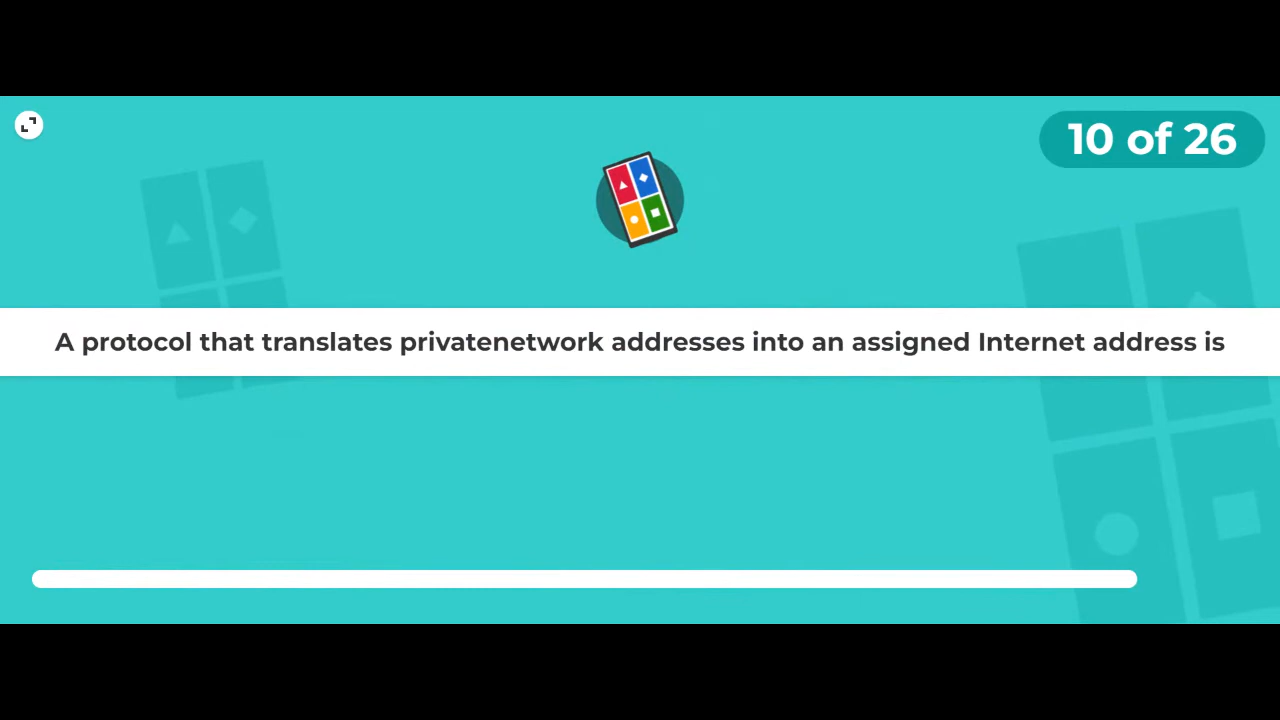 10 of 26
A protocol that translates privatenetwork addresses into an assigned Internet address is